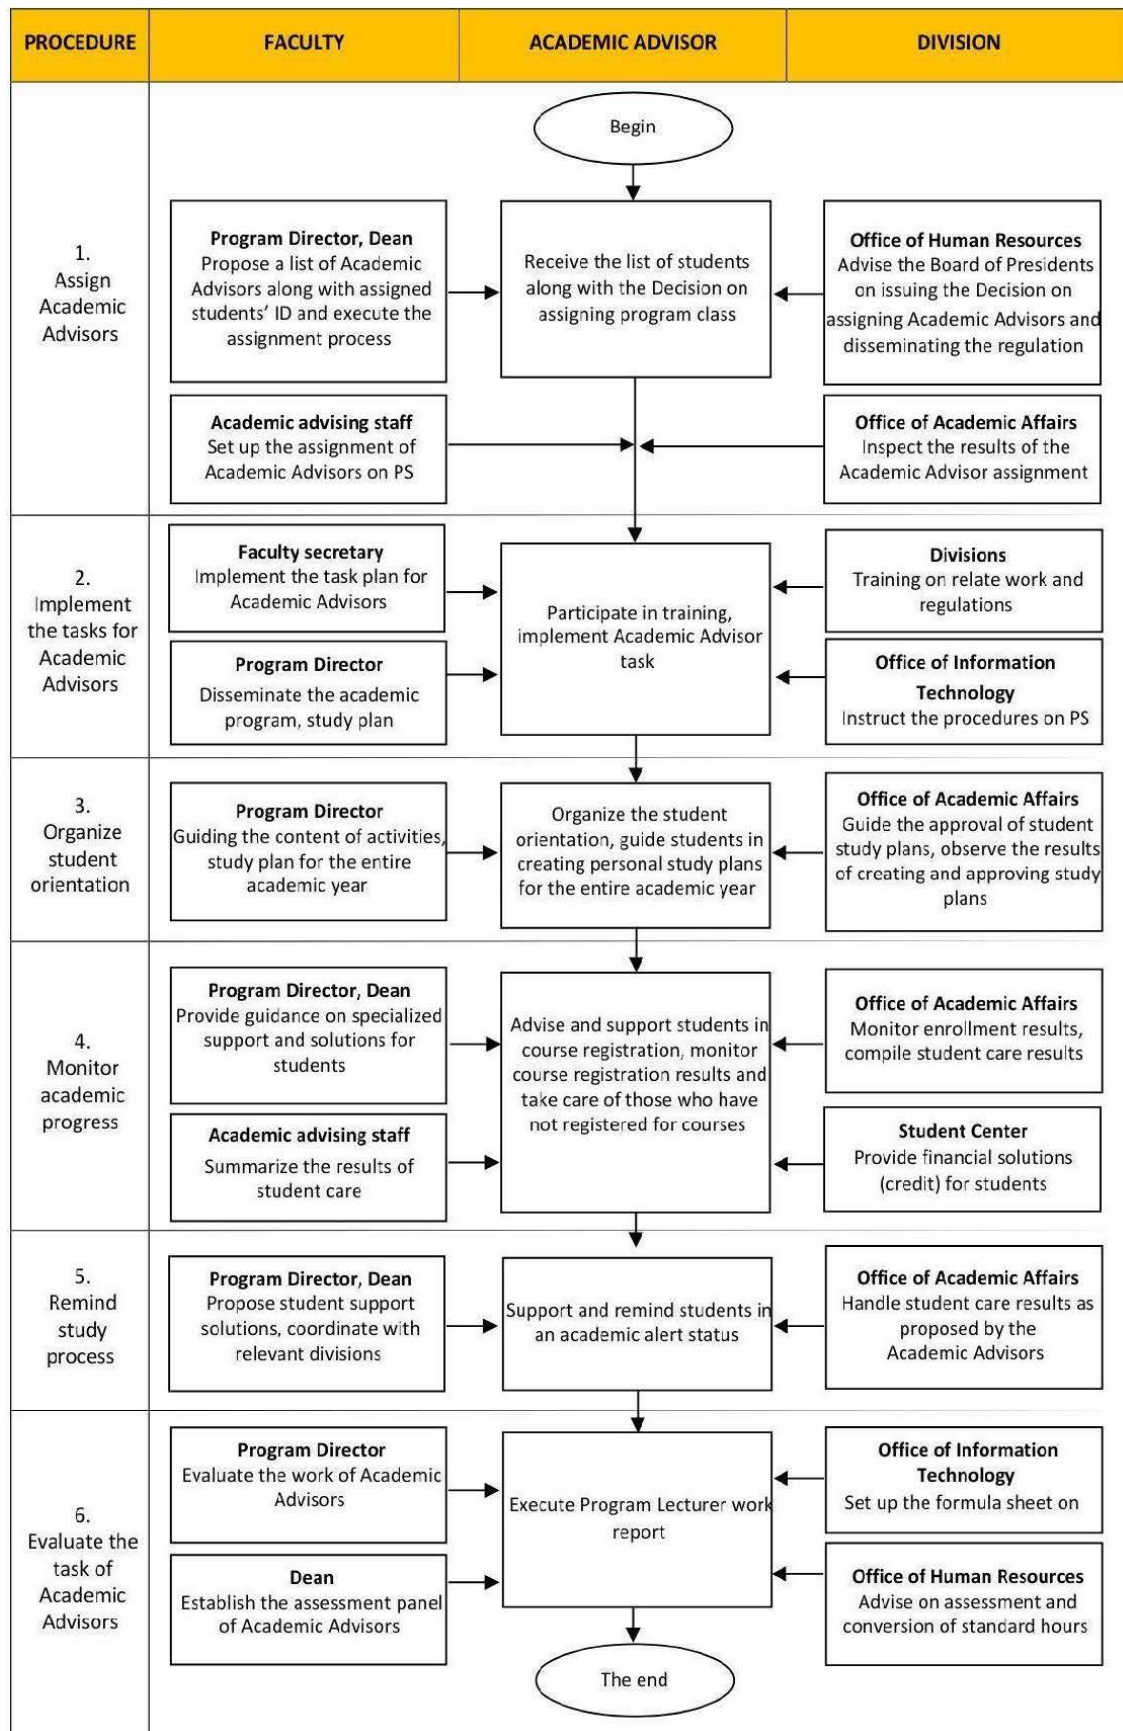 PROCEDURE
FACULTY
ACADEMIC ADVISOR
DIVISION
Begin
1.
Assign
Academic
Advisors
Program Director, Dean
Propose a list of Academic
Advisors along with assigned
students’ ID and execute the
assignment process
Receive the list of students
along with the Decision on
assigning program class
Office of Human Resources
Advise the Board of Presidents
on issuing the Decision on
assigning Academic Advisors and
disseminating the regulation
Academic advising staff
Set up the assignment of
Academic Advisors on PS
Office of Academic Affairs
Inspect the results of the
Academic Advisor assignment
2.
Implement
the tasks for
Academic
Advisors
Faculty secretary
Implement the task plan for
Academic Advisors
Program Director
Disseminate the academic
program, study plan
Participate in training,
implement Academic Advisor
task
Divisions
Training on relate work and
regulations
Office of Information
Technology
Instruct the procedures on PS
3.
Organize
student
orientation
Program Director
Guiding the content of activities,
study plan for the entire
academic year
Organize the student
orientation, guide students in
creating personal study plans
for the entire academic year
Office of Academic Affairs
Guide the approval of student
study plans, observe the results
of creating and approving study
plans
4.
Monitor
academic
progress
Program Director, Dean
Provide guidance on specialized
support and solutions for
students
Academic advising staff
Summarize the results of
student care
Advise and support students in
course registration, monitor
course registration results and
take care of those who have
not registered for courses
Office of Academic Affairs
Monitor enrollment results,
compile student care results
Student Center
Provide financial solutions
(credit) for students
5.
Remind
study
process
Program Director, Dean
Propose student support
solutions, coordinate with
relevant divisions
Support and remind students in
an academic alert status
Office of Academic Affairs
Handle student care results as
proposed by the
Academic Advisors
6.
Evaluate the
task of
Academic
Advisors
Program Director
Evaluate the work of Academic
Advisors
Dean
Establish the assessment panel
of Academic Advisors
Execute Program Lecturer work
report
Office of Information
Technology
Set up the formula sheet on
Office of Human Resources
Advise on assessment and
conversion of standard hours
The end